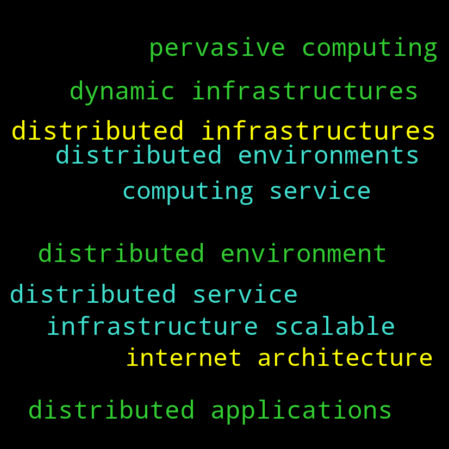 pervasive computing
dynamic infrastructures
distributed infrastructures
distributed environments
computing service
distributed environment
distributed service
infrastructure scalable
internet architecture
distributed applications